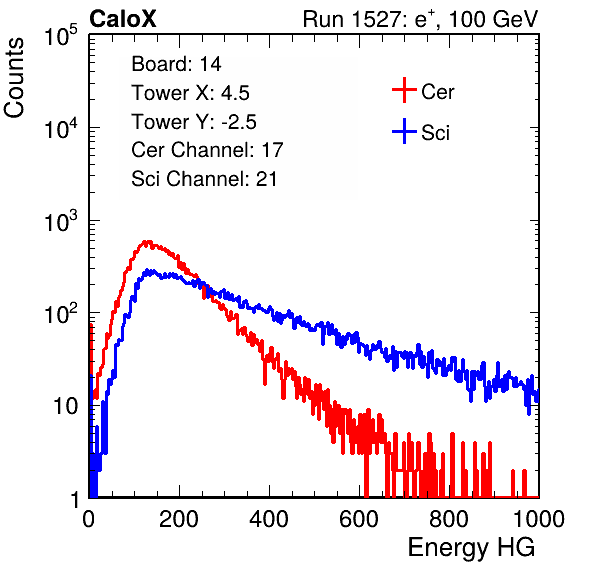 CaloX Run 1527: e⁺, 100 GeV
Counts
10⁵
10⁴
10³
10²
10
1
Board: 14
Tower X: 4.5
Tower Y: -2.5
Cer Channel: 17
Sci Channel: 21
Cer
Sci
0 200 400 600 800 1000
Energy HG